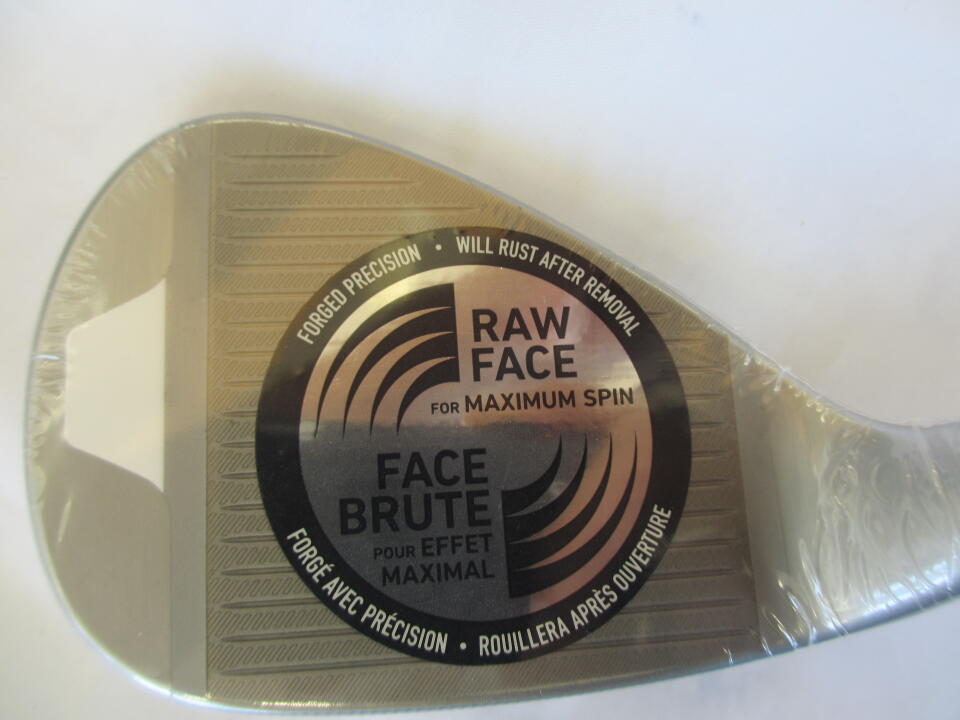 FORGED PRECISION • WILL RUST AFTER REMOVAL
RAW
FACE
FOR MAXIMUM SPIN
FACE
BRUTE
POUR EFFET
MAXIMAL
FORGÉ AVEC PRÉCISION • ROUILLERA APRÈS OUVERTURE